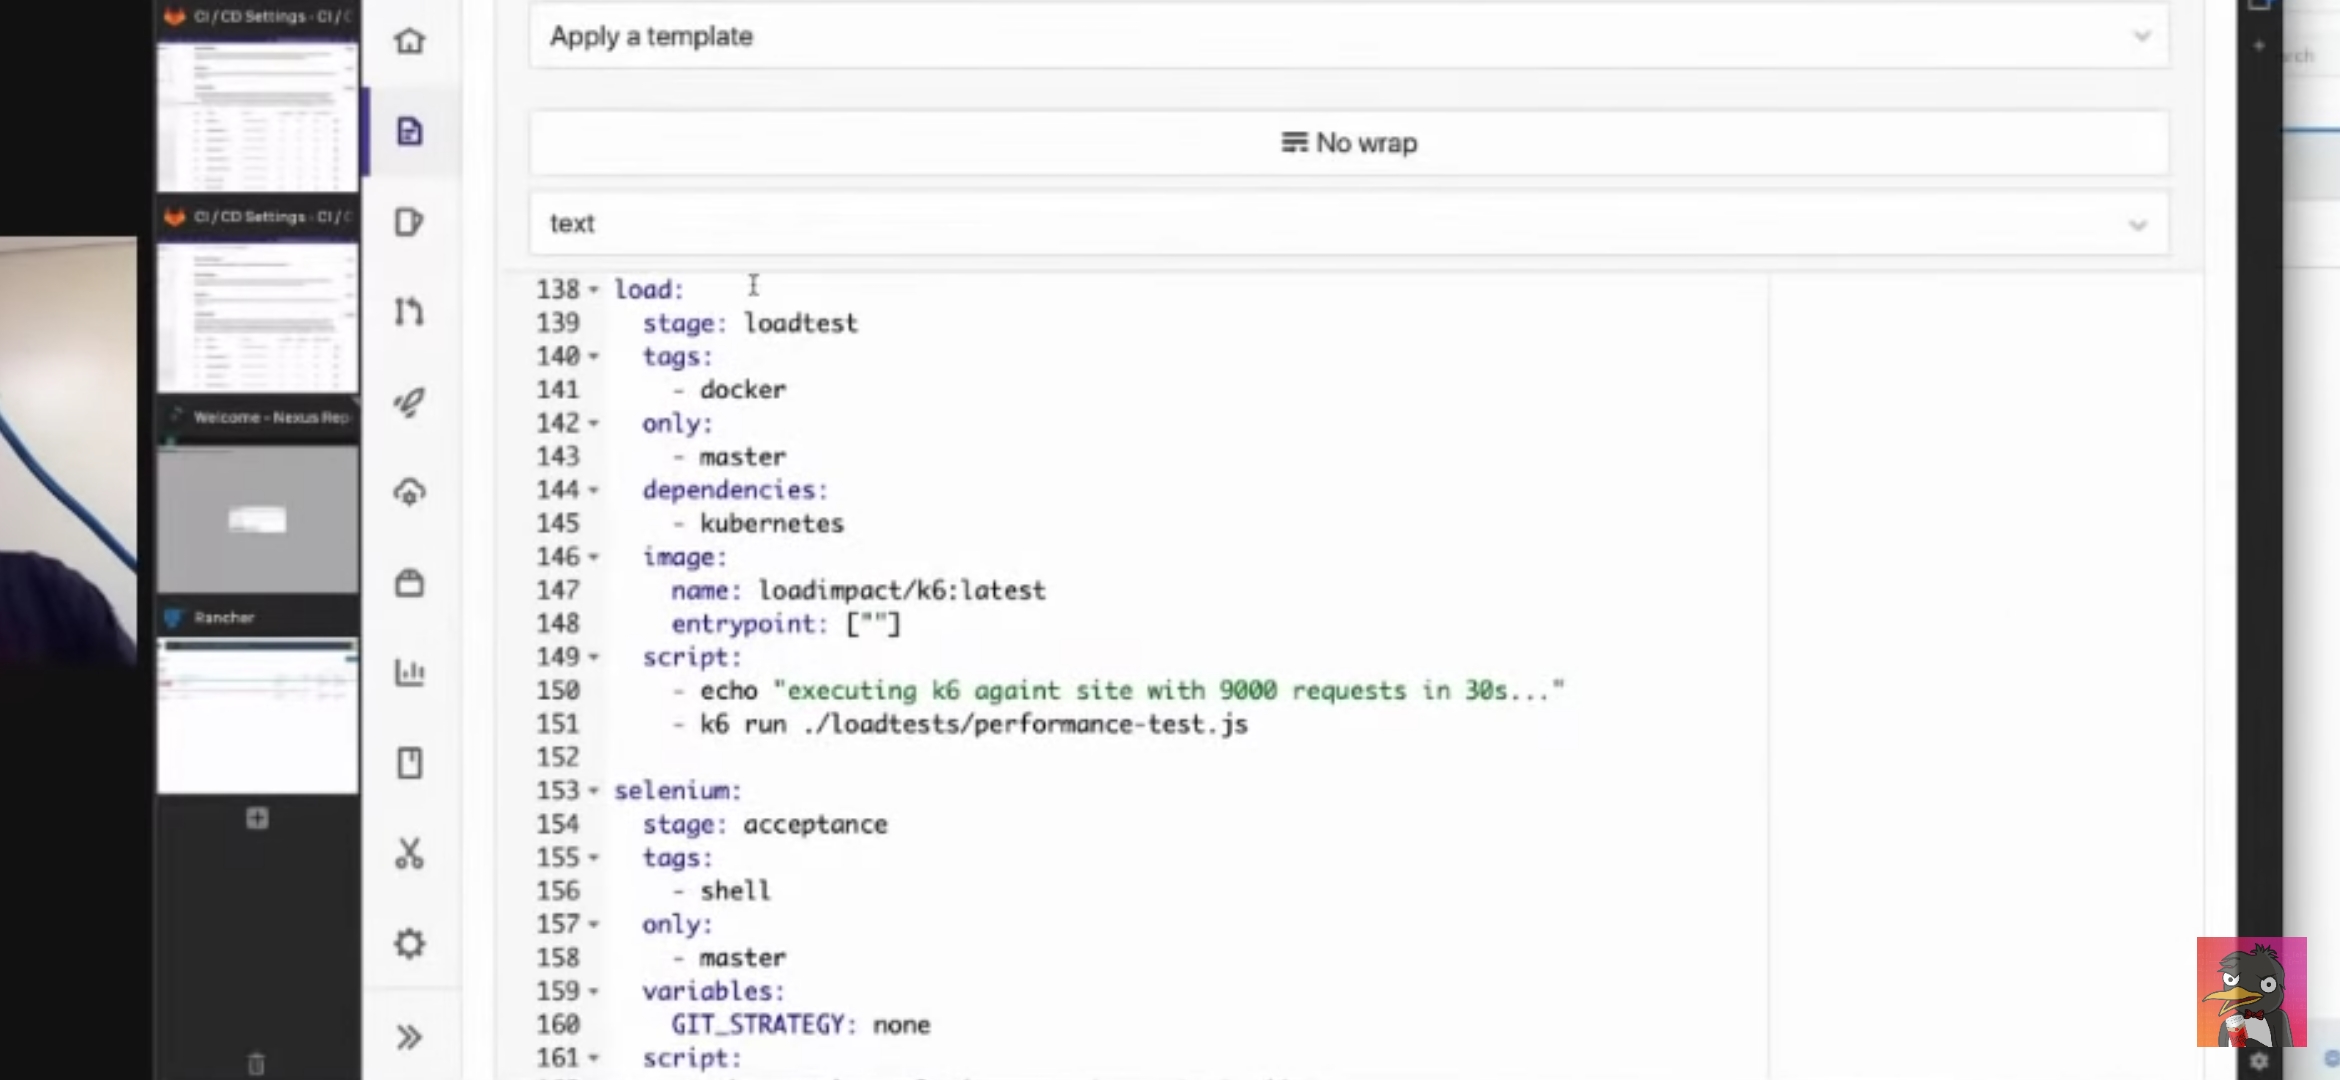 CI / CD Settings - CI / C
CI / CD Settings - CI / C
Welcome - Nexus Rep
Rancher
Apply a template
No wrap
text
138 load:
139 stage: loadtest
140 tags:
141 - docker
142 only:
143 - master
144 dependencies:
145 - kubernetes
146 image:
147 name: loadimpact/k6:latest
148 entrypoint: [""]
149 script:
150 - echo "executing k6 againt site with 9000 requests in 30s..."
151 - k6 run ./loadtests/performance-test.js
152
153 selenium:
154 stage: acceptance
155 tags:
156 - shell
157 only:
158 - master
159 variables:
160 GIT_STRATEGY: none
161 script: